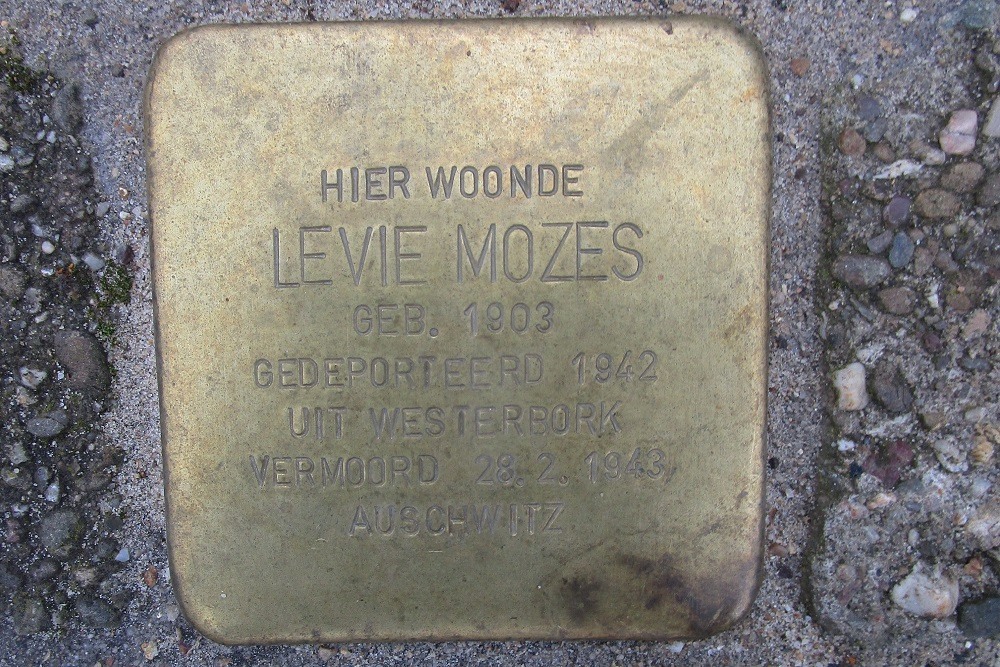 HIER WOONDE
LEVIE MOZES
GEB. 1903
GEDEPORTEERD 1942
UIT WESTERBORK
VERMOORD 28.2.1943
AUSCHWITZ